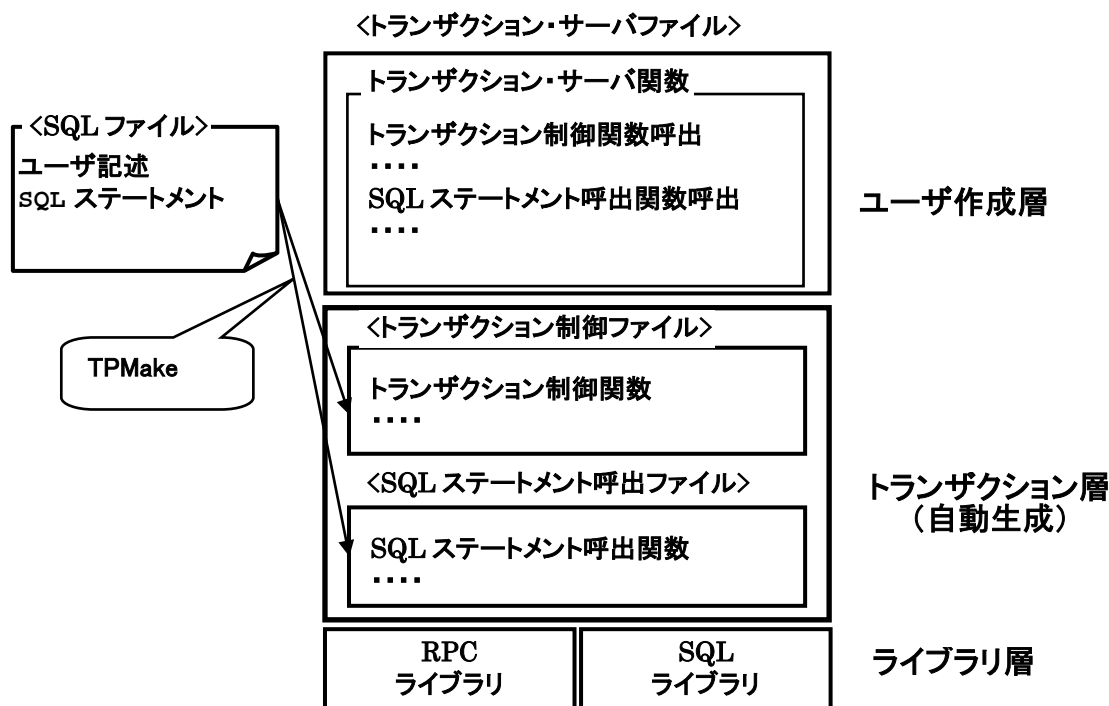 <トランザクション・サーバファイル>
トランザクション・サーバ関数
トランザクション制御関数呼出
・・・・
SQL ステートメント呼出関数呼出
・・・・
ユーザ作成層
<SQL ファイル>
ユーザ記述
SQL ステートメント
TPMake
<トランザクション制御ファイル>
トランザクション制御関数
・・・・
<SQL ステートメント呼出ファイル>
SQL ステートメント呼出関数
・・・・
トランザクション層
（自動生成）
RPC
ライブラリ
SQL
ライブラリ
ライブラリ層